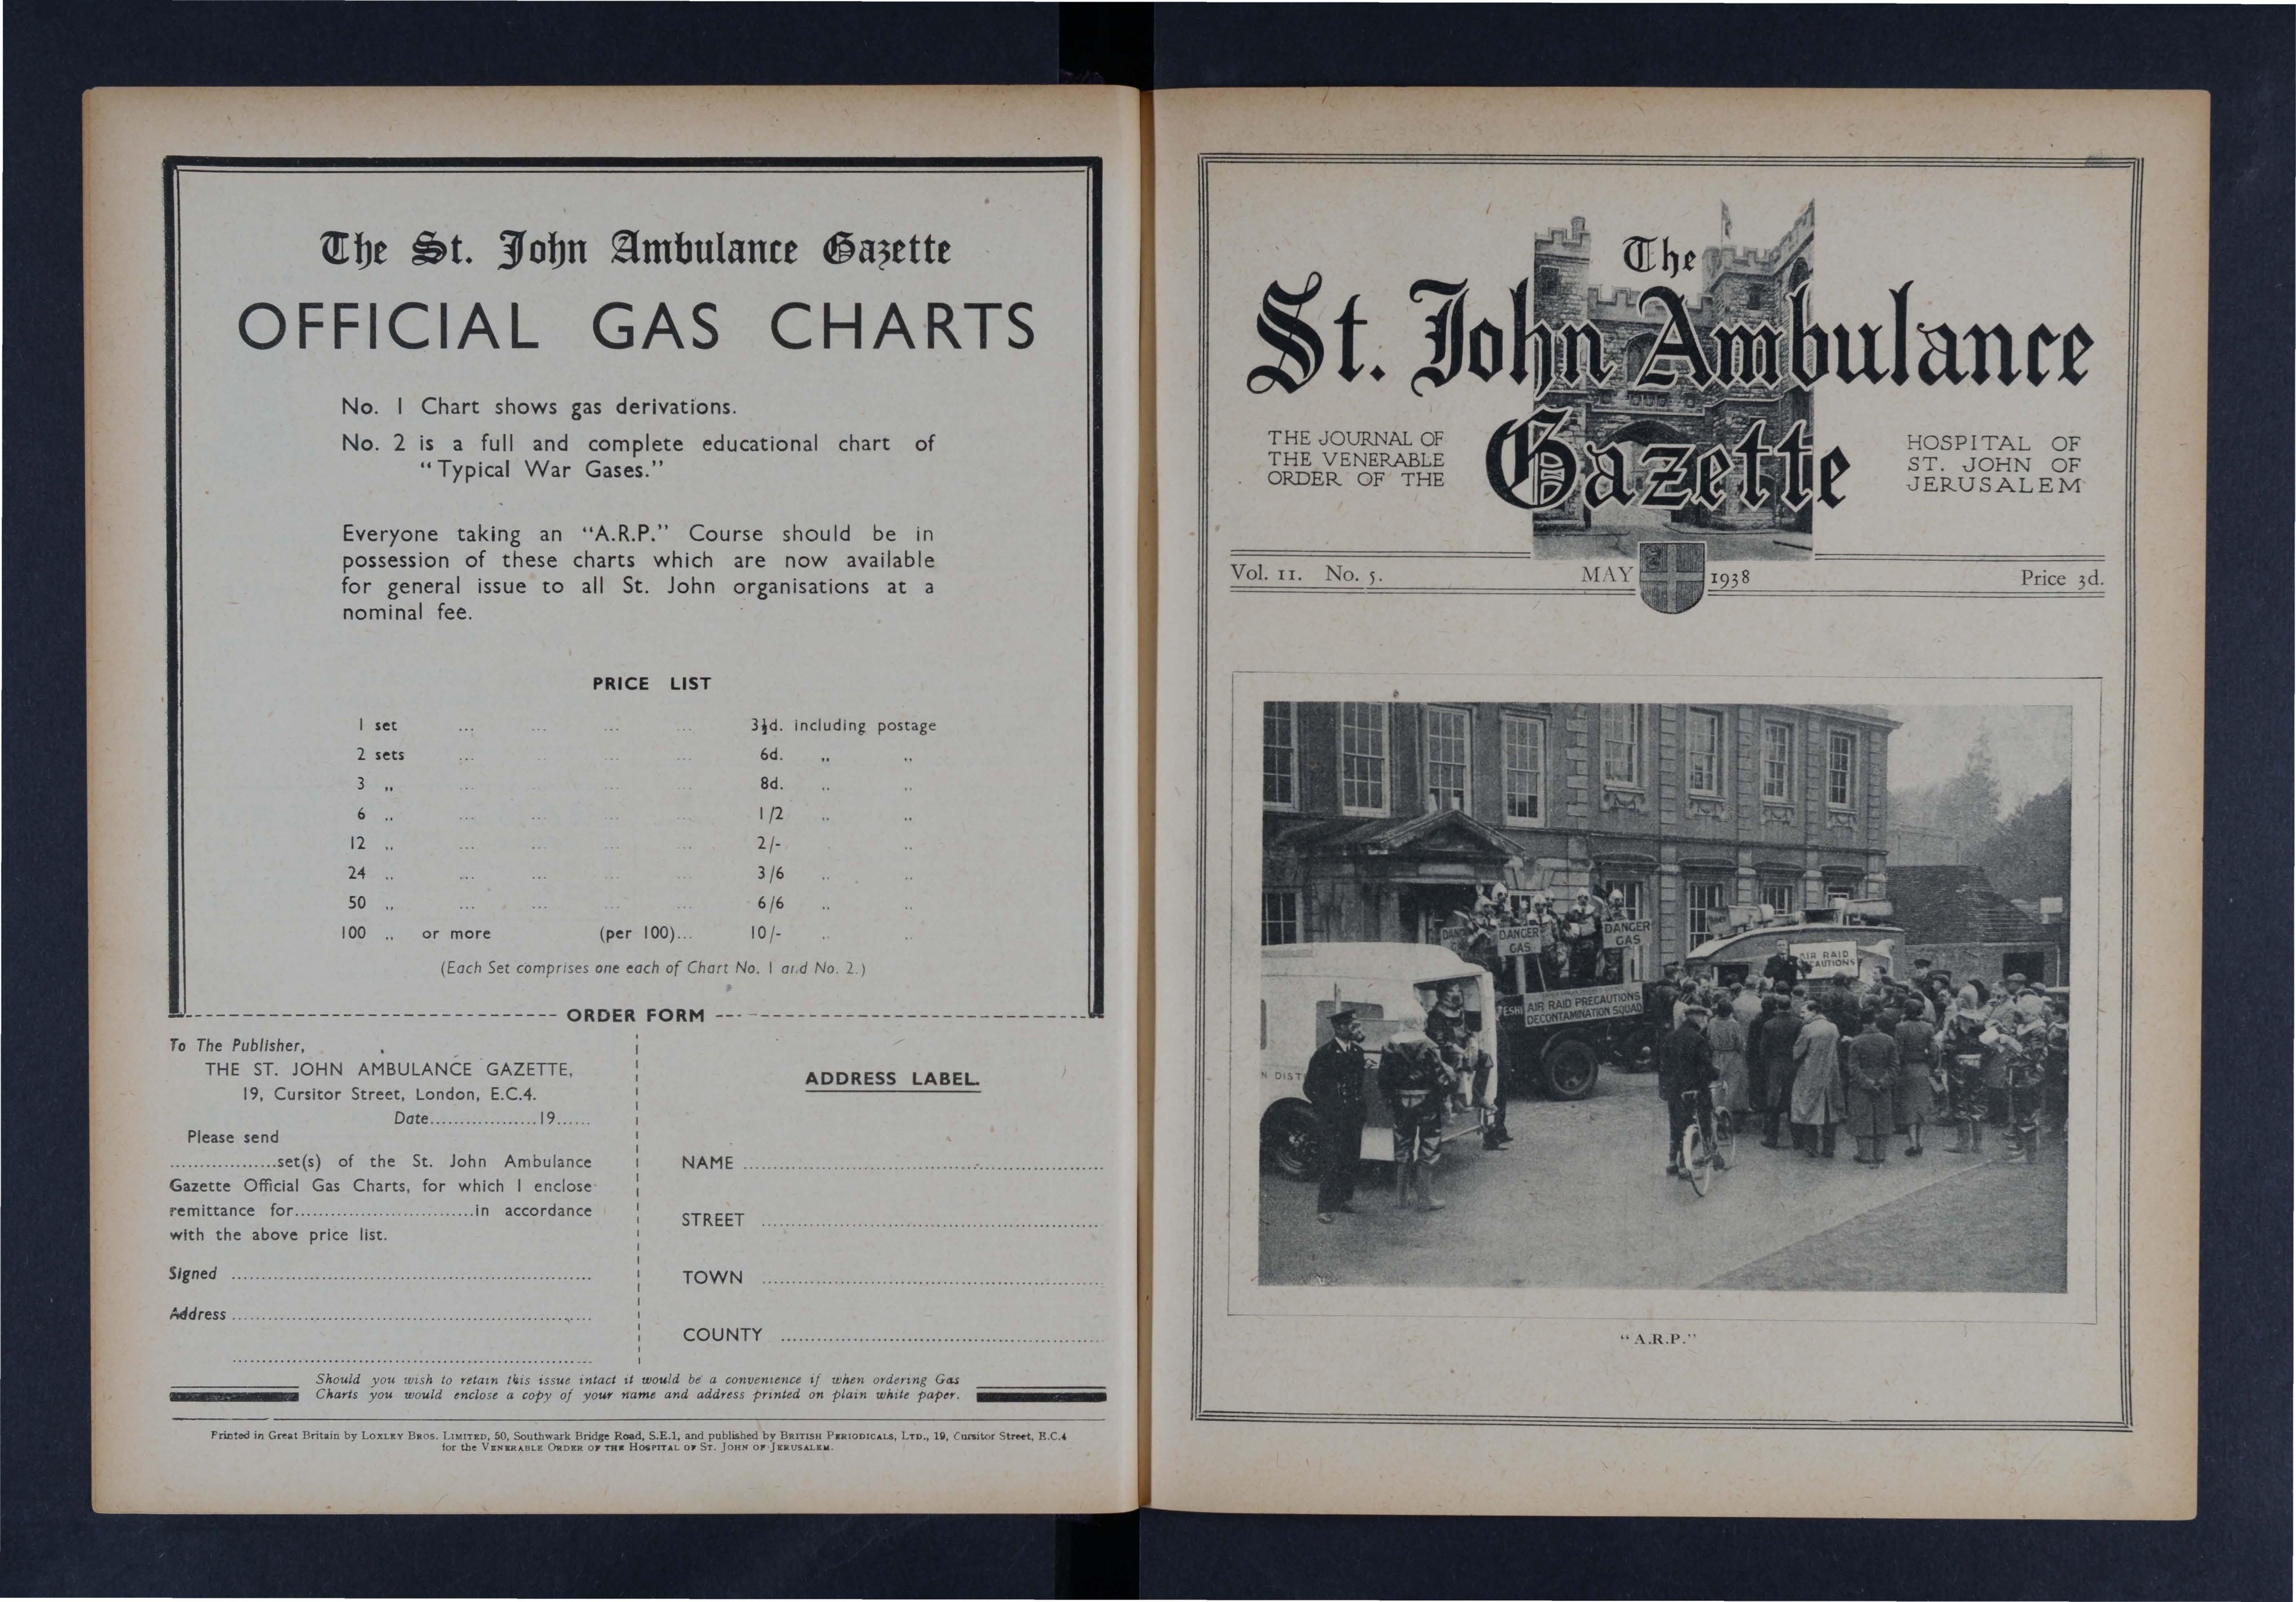 The St. John Ambulance Gazette
OFFICIAL GAS CHARTS
No. 1 Chart shows gas derivations.
No. 2 is a full and complete educational chart of
"Typical War Gases."
Everyone taking an "A.R.P." Course should be in
possession of these charts which are now available
for general issue to all St. John organisations at a
nominal fee.
PRICE LIST
1 set ... ... ... ... 3½d. including postage
2 sets ... ... ... ... 6d. ,, ,,
3 ,, ... ... ... ... 8d. ,, ,,
6 ,, ... ... ... ... 1/2 ,, ,,
12 ,, ... ... ... ... 2/- ,, ,,
24 ,, ... ... ... ... 3/6 ,, ,,
50 ,, ... ... ... ... 6/6 ,, ,,
100 ,, or more (per 100)... 10/- ,, ,,
(Each Set comprises one each of Chart No. 1 and No. 2.)
ORDER FORM
To The Publisher,
THE ST. JOHN AMBULANCE GAZETTE,
19, Cursitor Street, London, E.C.4.
Date...................19......
Please send
...................set(s) of the St. John Ambulance
Gazette Official Gas Charts, for which I enclose
remittance for...............................in accordance
with the above price list.
Signed ................................................................
Address ................................................................
................................................................
ADDRESS LABEL.
NAME ................................................................
STREET ................................................................
TOWN ................................................................
COUNTY ................................................................
Should you wish to retain this issue intact it would be a convenience if when ordering Gas
Charts you would enclose a copy of your name and address printed on plain white paper.
Printed in Great Britain by LOXLEY BROS. LIMITED, 50, Southwark Bridge Road, S.E.1, and published by BRITISH PERIODICALS, LTD., 19, Cursitor Street, E.C.4
for the VENERABLE ORDER OF THE HOSPITAL OF ST. JOHN OF JERUSALEM.
The
St. John Ambulance
Gazette
THE JOURNAL OF
THE VENERABLE
ORDER OF THE
HOSPITAL OF
ST. JOHN OF
JERUSALEM
Vol. 11. No. 5. MAY 1938 Price 3d.
DANGER
GAS
DANGER
GAS
AIR RAID
AIR RAID PRECAUTIONS
DECONTAMINATION SQUAD
N DIST
"A.R.P."